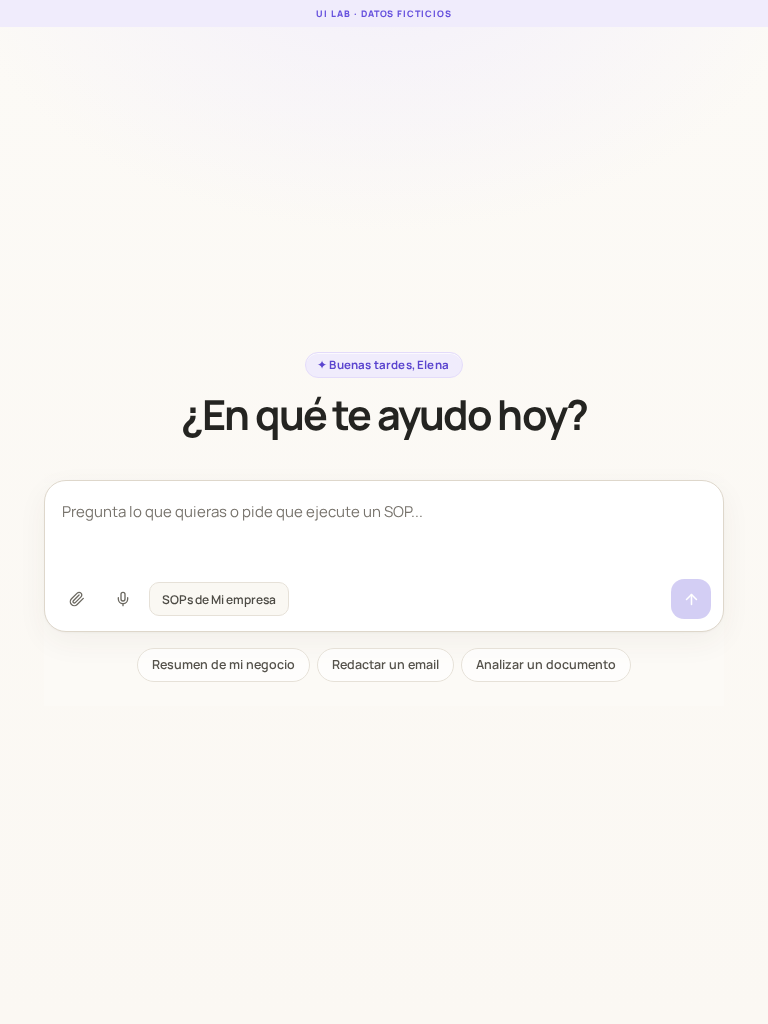 UI LAB · DATOS FICTICIOS
✦ Buenas tardes, Elena
¿En qué te ayudo hoy?
Pregunta lo que quieras o pide que ejecute un SOP...
SOPs de Mi empresa
Resumen de mi negocio
Redactar un email
Analizar un documento